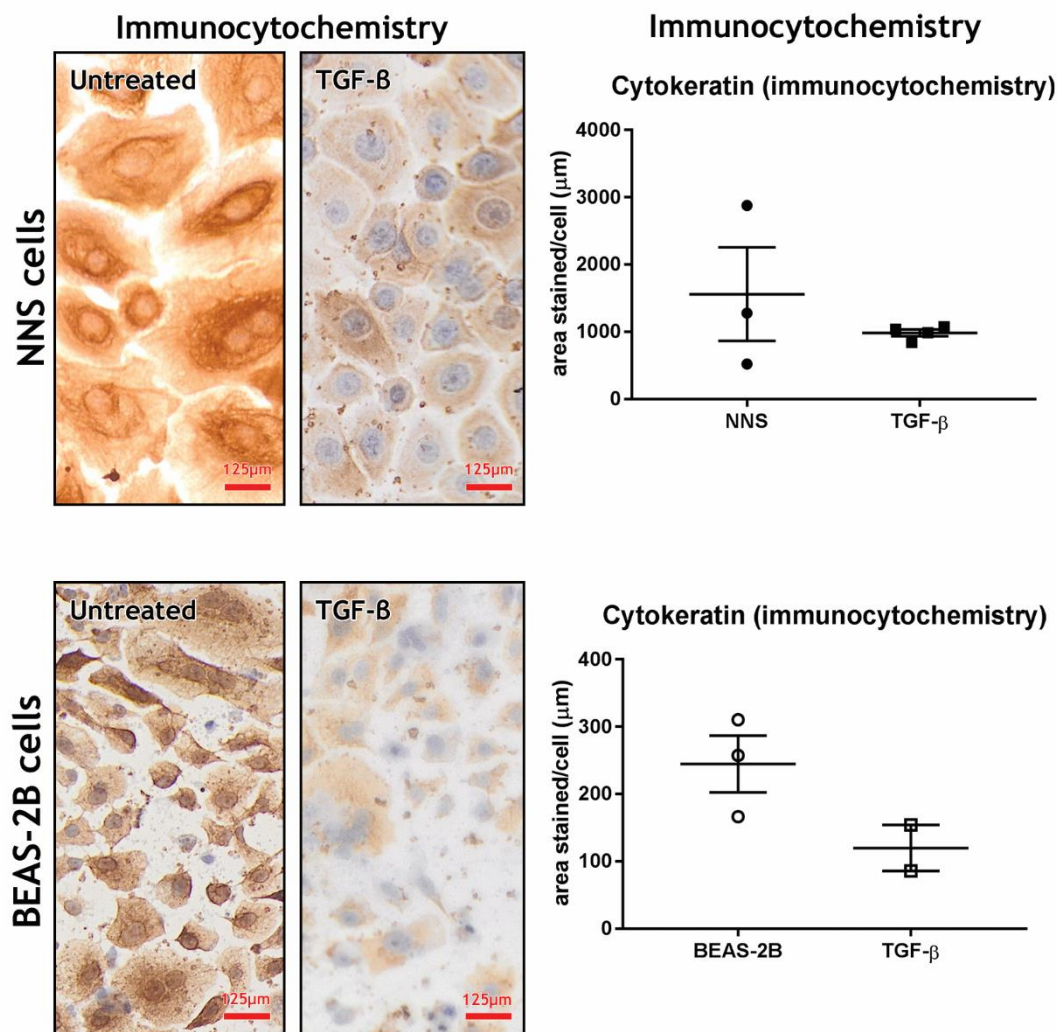 Immunocytochemistry
Immunocytochemistry
NNS cells
Untreated
TGF-ß
125µm
125µm
Cytokeratin (immunocytochemistry)
area stained/cell (μm)
4000
3000
2000
1000
0
NNS
TGF-β
BEAS-2B cells
Untreated
TGF-ß
125µm
125µm
Cytokeratin (immunocytochemistry)
area stained/cell (μm)
400
300
200
100
0
BEAS-2B
TGF-β